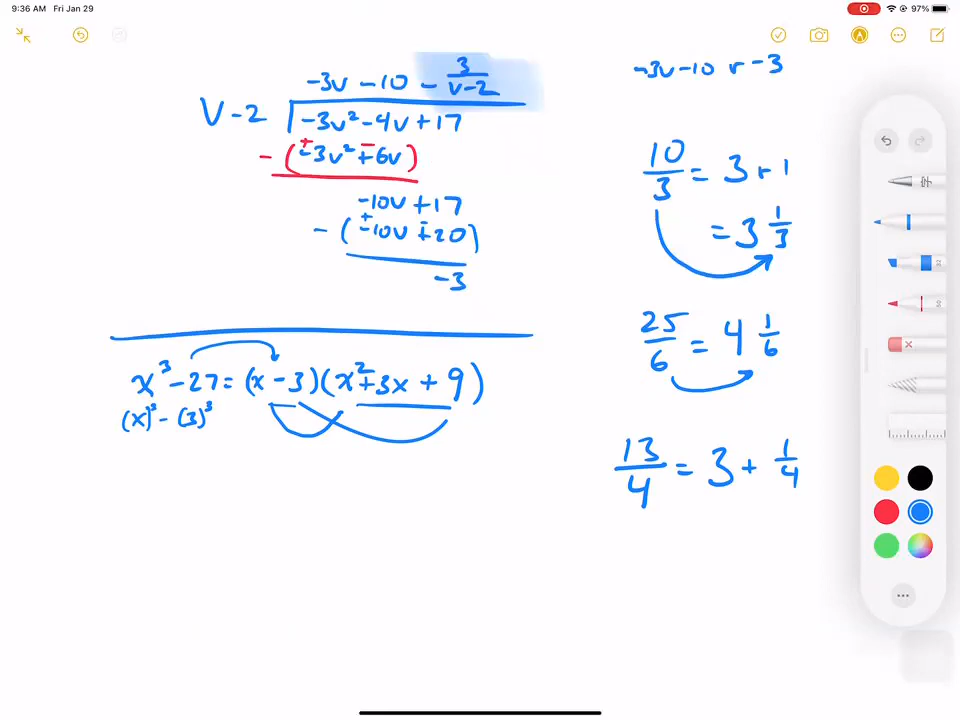 9:36 AM Fri Jan 29
97%
-3v - 10 - 3/(v-2)
V - 2 -3v² - 4v + 17
- (-3v² + 6v)
-10v + 17
- (-10v + 20)
-3
x³ - 27 = (x - 3)(x² + 3x + 9)
(x)³ - (3)³
-3v - 10 r - 3
10/3 = 3 r 1
= 3 1/3
25/6 = 4 1/6
13/4 = 3 + 1/4